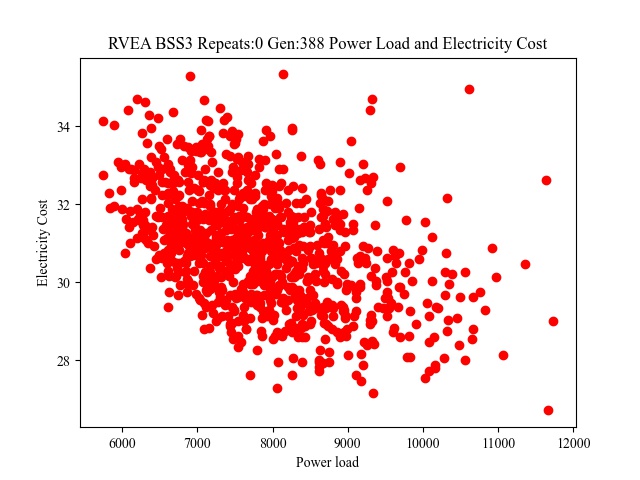 RVEA BSS3 Repeats:0 Gen:388 Power Load and Electricity Cost
34
32
30
28
Electricity Cost
6000 7000 8000 9000 10000 11000 12000
Power load